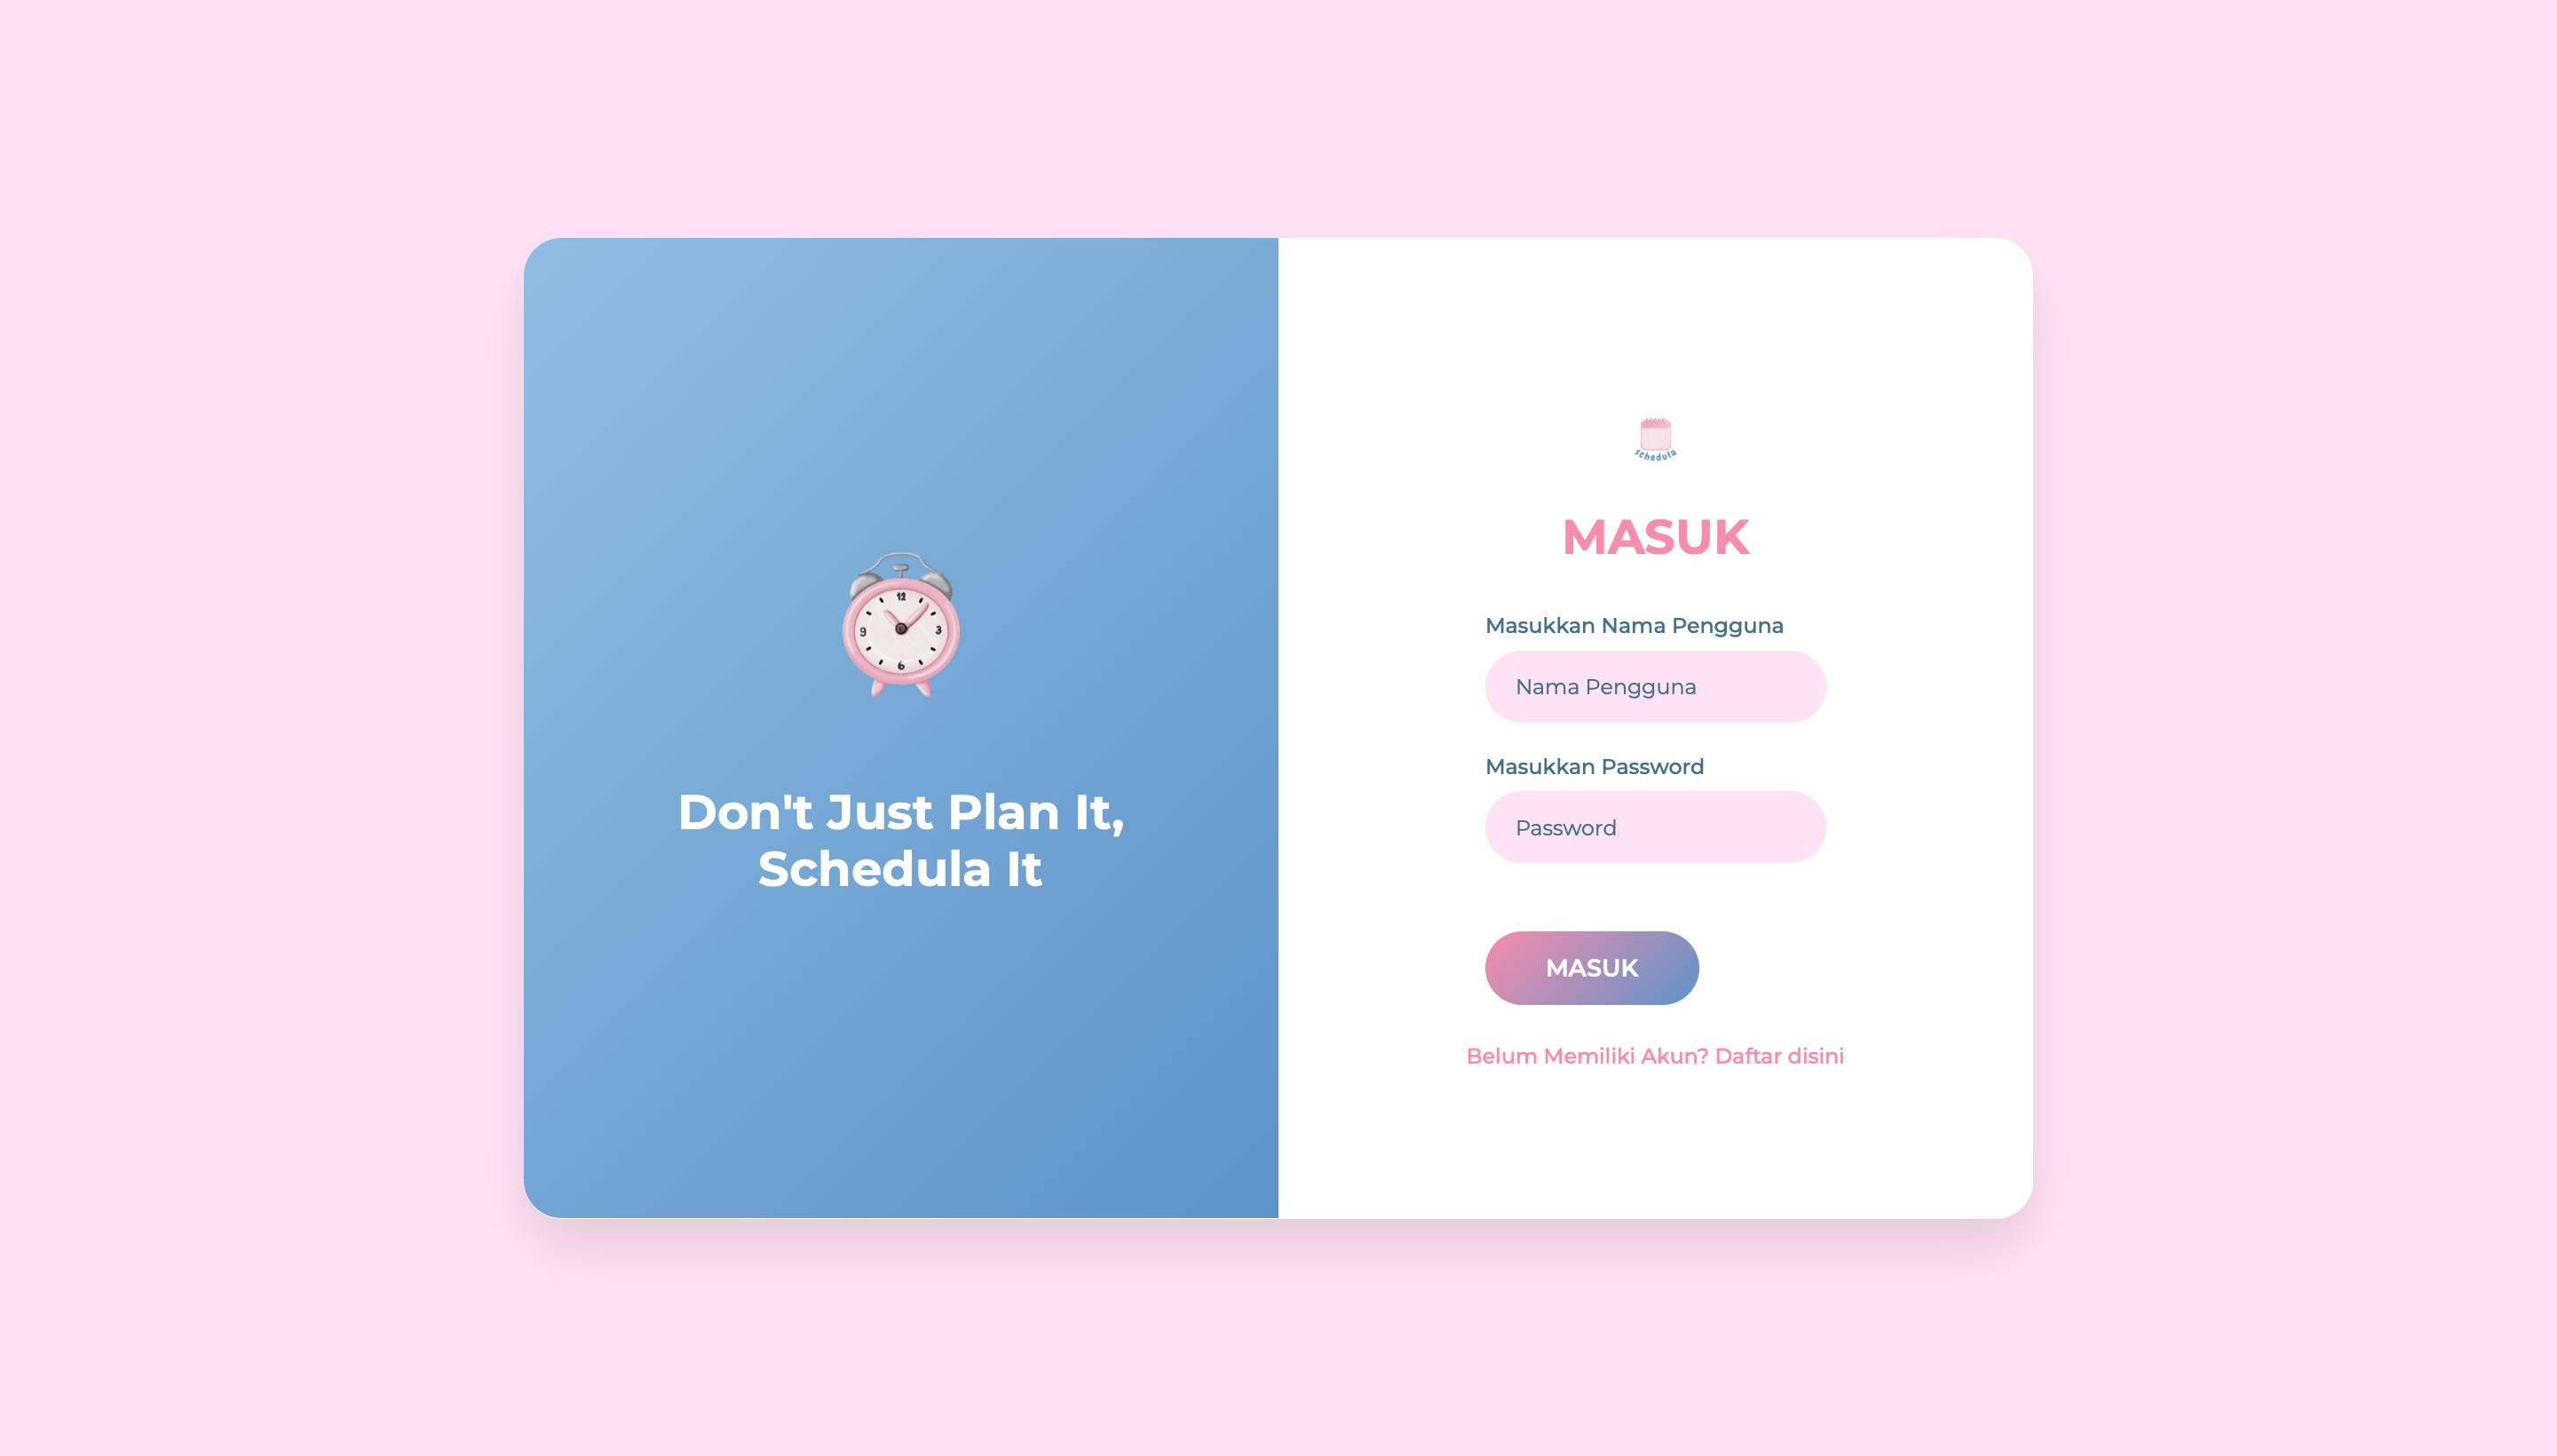 12
3
6
9
Don't Just Plan It,
Schedula It
schedula
MASUK
Masukkan Nama Pengguna
Nama Pengguna
Masukkan Password
Password
MASUK
Belum Memiliki Akun? Daftar disini